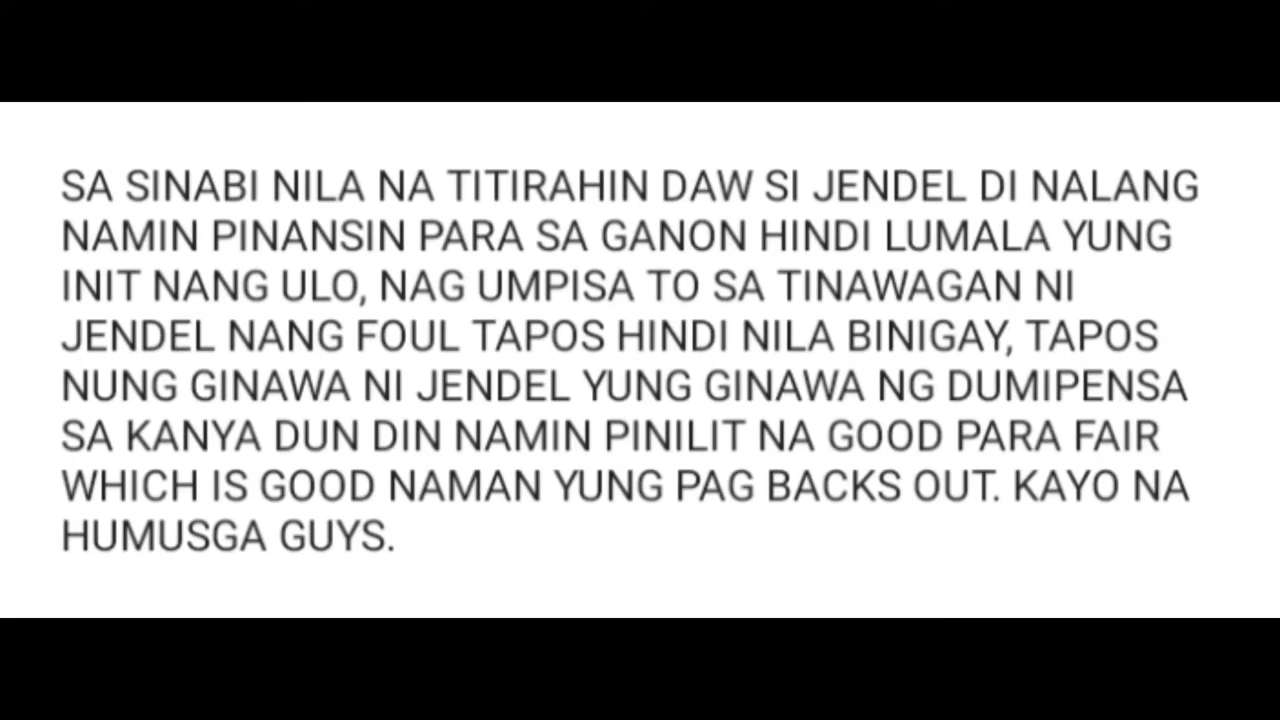 SA SINABI NILA NA TITIRAHIN DAW SI JENDEL DI NALANG
NAMIN PINANSIN PARA SA GANON HINDI LUMALA YUNG
INIT NANG ULO, NAG UMPISA TO SA TINAWAGAN NI
JENDEL NANG FOUL TAPOS HINDI NILA BINIGAY, TAPOS
NUNG GINAWA NI JENDEL YUNG GINAWA NG DUMIPENSA
SA KANYA DUN DIN NAMIN PINILIT NA GOOD PARA FAIR
WHICH IS GOOD NAMAN YUNG PAG BACKS OUT. KAYO NA
HUMUSGA GUYS.